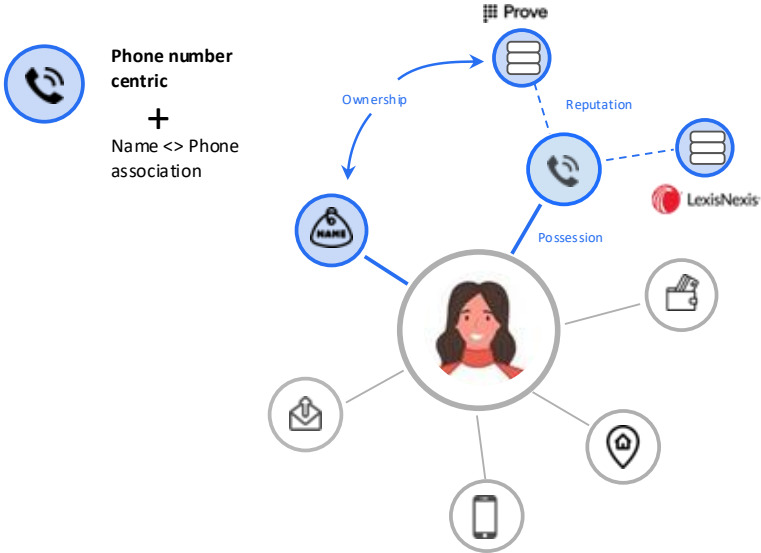 Prove
Phone number
centric
+
Name <> Phone
association
Ownership
Reputation
LexisNexis
NAME
Possession